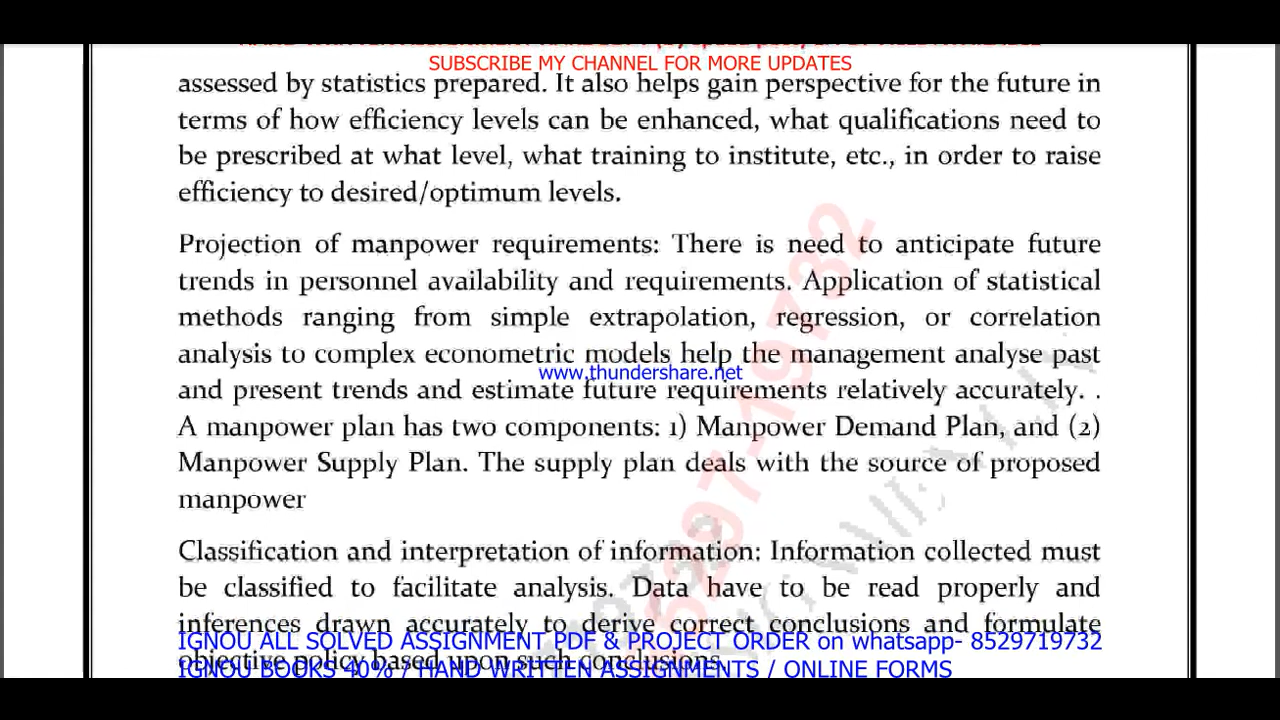 SUBSCRIBE MY CHANNEL FOR MORE UPDATES
assessed by statistics prepared. It also helps gain perspective for the future in
terms of how efficiency levels can be enhanced, what qualifications need to
be prescribed at what level, what training to institute, etc., in order to raise
efficiency to desired/optimum levels.
Projection of manpower requirements: There is need to anticipate future
trends in personnel availability and requirements. Application of statistical
methods ranging from simple extrapolation, regression, or correlation
analysis to complex econometric models help the management analyse past
www.thundershare.net
and present trends and estimate future requirements relatively accurately. .
A manpower plan has two components: 1) Manpower Demand Plan, and (2)
Manpower Supply Plan. The supply plan deals with the source of proposed
manpower
Classification and interpretation of information: Information collected must
be classified to facilitate analysis. Data have to be read properly and
inferences drawn accurately to derive correct conclusions and formulate
IGNOU ALL SOLVED ASSIGNMENT PDF & PROJECT ORDER on whatsapp- 8529719732
objective policy based upon such conclusions
IGNOU BOOKS 40% / HAND WRITTEN ASSIGNMENTS / ONLINE FORMS